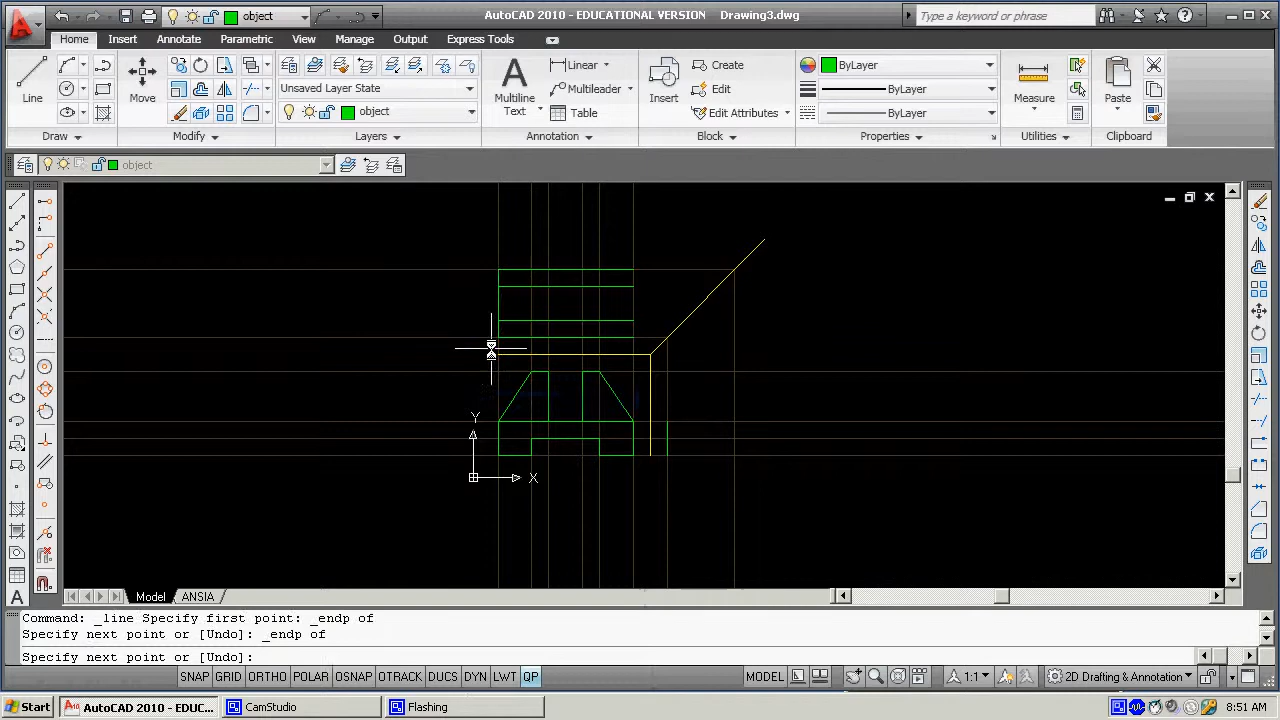 object
AutoCAD 2010 - EDUCATIONAL VERSION    Drawing3.dwg
Type a keyword or phrase
Home
Insert
Annotate
Parametric
View
Manage
Output
Express Tools
Line
Move
Unsaved Layer State
object
Multiline
Text
Linear
Multileader
Table
Insert
Create
Edit
Edit Attributes
ByLayer
ByLayer
ByLayer
Measure
Paste
Draw
Modify
Layers
Annotation
Block
Properties
Utilities
Clipboard
object
Y
X
Model
ANSIA
Command: _line Specify first point: _endp of
Specify next point or [Undo]: _endp of
Specify next point or [Undo]:
SNAP GRID ORTHO POLAR OSNAP OTRACK DUCS DYN LWT QP
MODEL
1:1
2D Drafting & Annotation
Start
AutoCAD 2010 - EDUC...
CamStudio
Flashing
8:51 AM